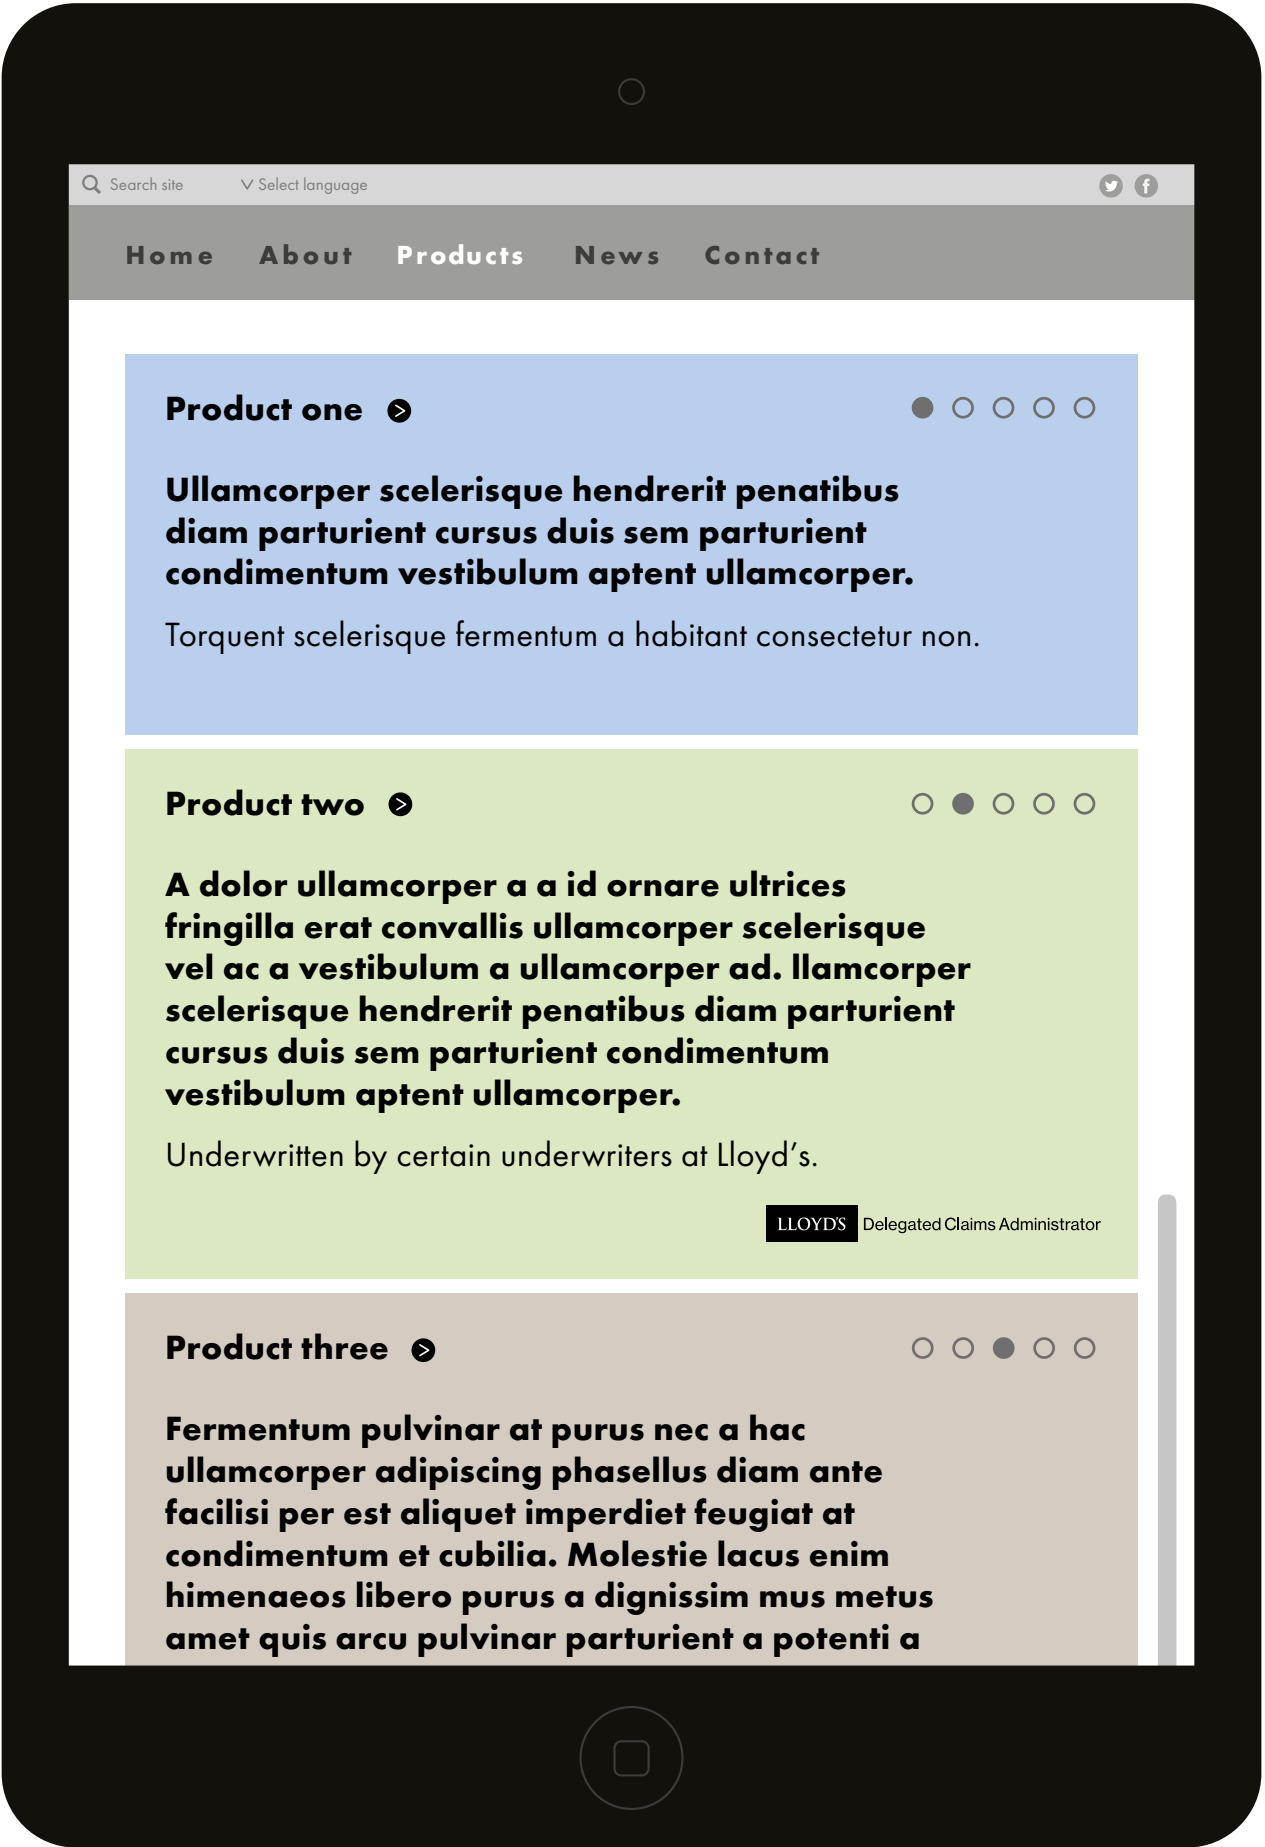 Search site Select language
Home About Products News Contact
Product one
Ullamcorper scelerisque hendrerit penatibus
diam parturient cursus duis sem parturient
condimentum vestibulum aptent ullamcorper.
Torquent scelerisque fermentum a habitant consectetur non.
Product two
A dolor ullamcorper a a id ornare ultrices
fringilla erat convallis ullamcorper scelerisque
vel ac a vestibulum a ullamcorper ad. llamcorper
scelerisque hendrerit penatibus diam parturient
cursus duis sem parturient condimentum
vestibulum aptent ullamcorper.
Underwritten by certain underwriters at Lloyd’s.
LLOYD'S Delegated Claims Administrator
Product three
Fermentum pulvinar at purus nec a hac
ullamcorper adipiscing phasellus diam ante
facilisi per est aliquet imperdiet feugiat at
condimentum et cubilia. Molestie lacus enim
himenaeos libero purus a dignissim mus metus
amet quis arcu pulvinar parturient a potenti a